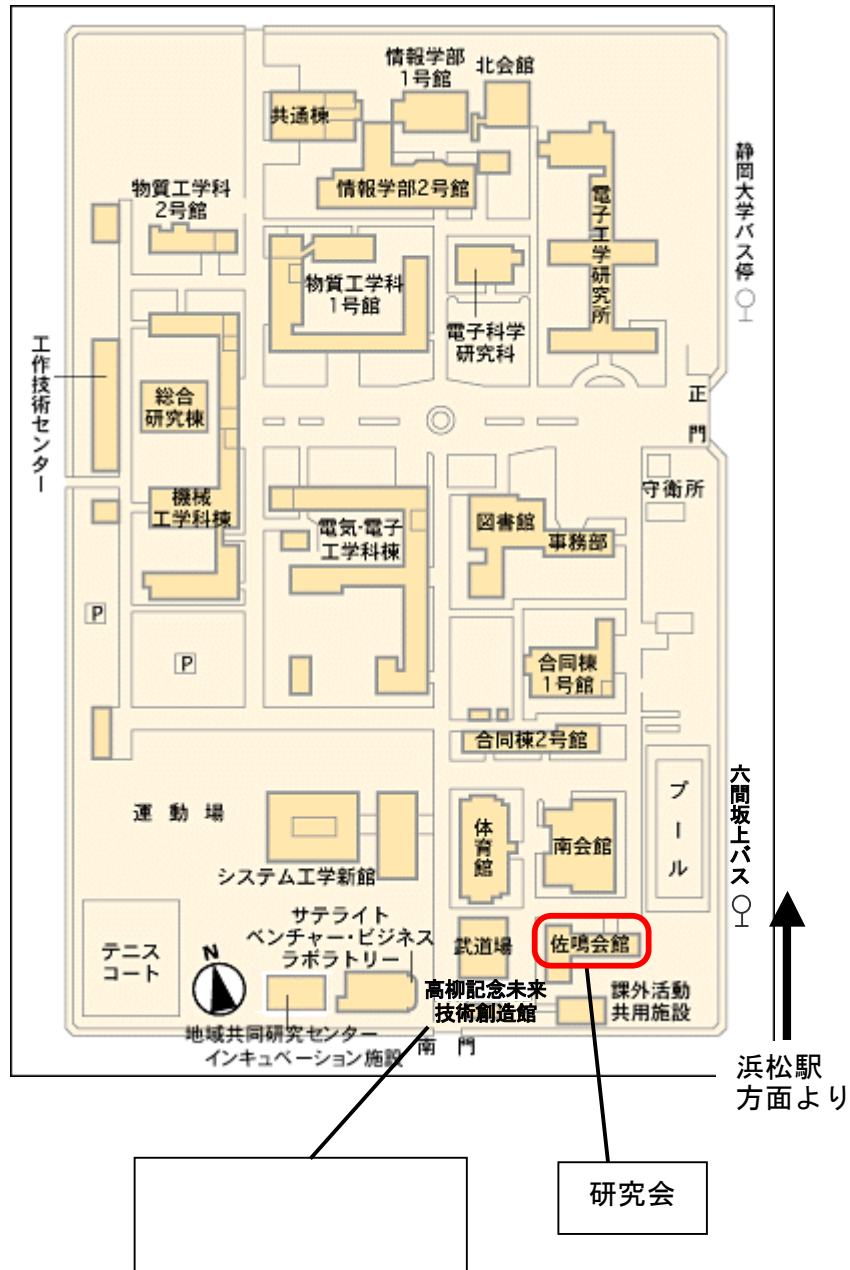 情報学部
1号館
北会館
共通棟
静岡大学バス停
物質工学科
2号館
情報学部2号館
電子工学研究所
物質工学科
1号館
電子科学
研究科
工作技術センター
総合
研究棟
正門
守衛所
機械
工学科棟
電気・電子
工学科棟
図書館
事務部
P
P
合同棟
1号館
合同棟2号館
六間坂上バス
プール
運動場
体育館
南会館
システム工学新館
サテライト
ベンチャー・ビジネス
ラボラトリー
テニス
コート
N
武道場
佐鳴会館
高柳記念未来
技術創造館
課外活動
共用施設
地域共同研究センター
インキュベーション施設
南門
浜松駅
方面より
研究会